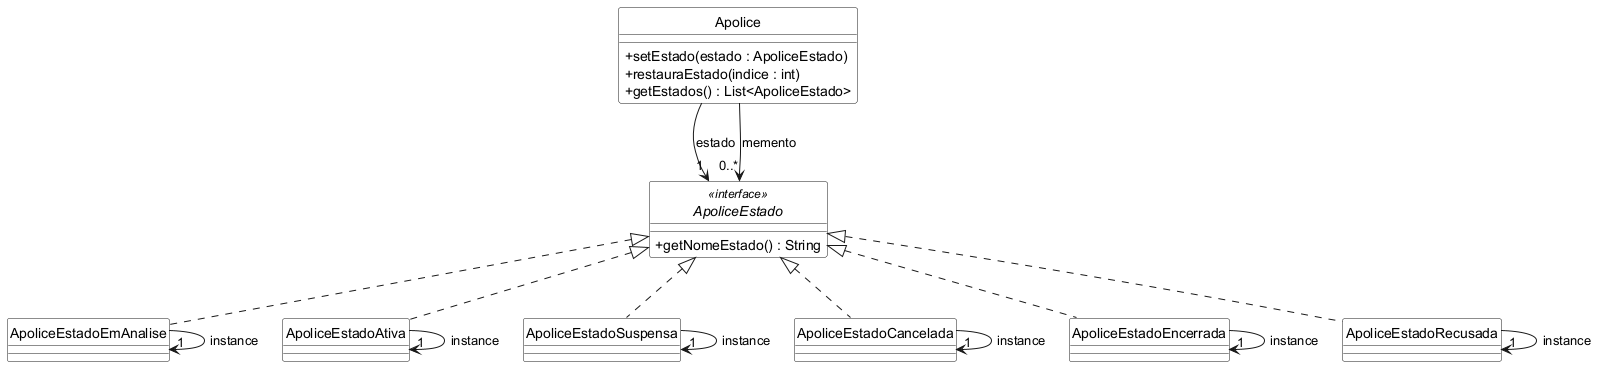 Apolice
+setEstado(estado : ApoliceEstado)
+restauraEstado(indice : int)
+getEstados() : List<ApoliceEstado>
estado
memento
1
0..*
«interface»
ApoliceEstado
+getNomeEstado() : String
ApoliceEstadoEmAnalise
1
instance
ApoliceEstadoAtiva
1
instance
ApoliceEstadoSuspensa
1
instance
ApoliceEstadoCancelada
1
instance
ApoliceEstadoEncerrada
1
instance
ApoliceEstadoRecusada
1
instance